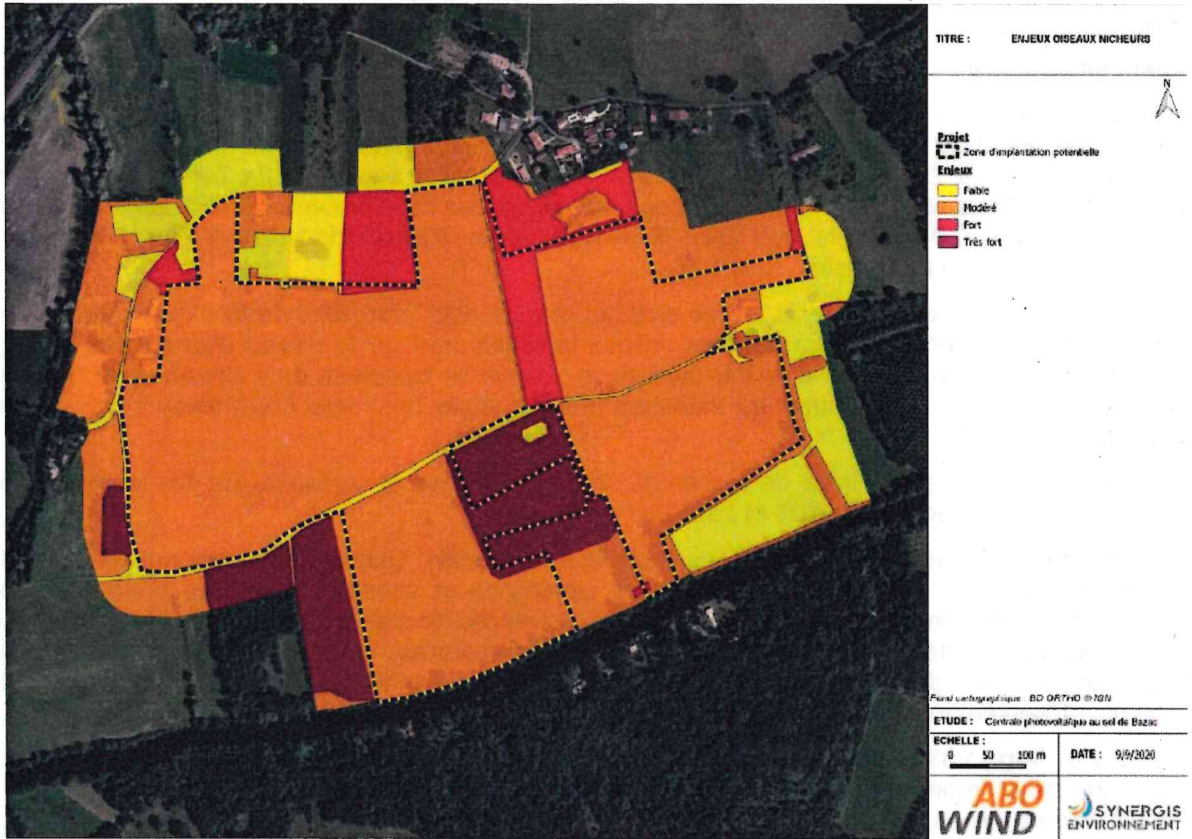 TITRE : ENJEUX OISEAUX NICHEURS
N
Projet
Zone d'implantation potentielle
Enjeux
Faible
Modéré
Fort
Très fort
Fond cartographique : BD ORTHO © IGN
ETUDE : Centrale photovoltaïque au sol de Bazac
ECHELLE :
0 50 100 m
DATE : 9/9/2020
ABO
WIND
SYNERGIS
ENVIRONNEMENT